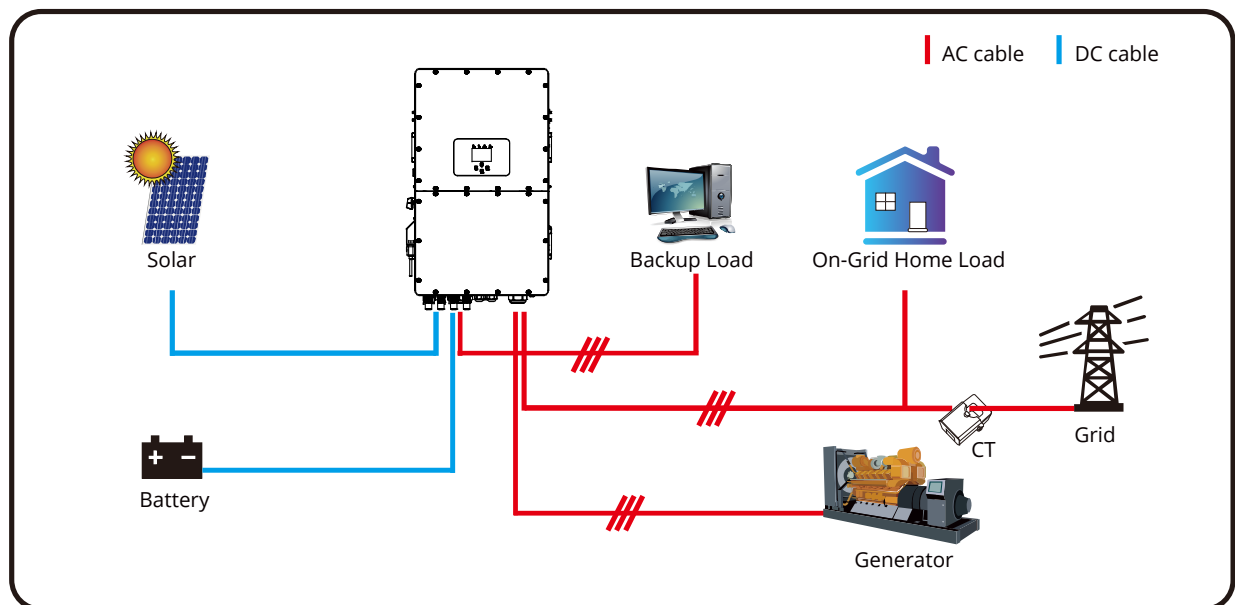 AC cable
DC cable
Solar
Backup Load
On-Grid Home Load
Battery
+ −
CT
Grid
Generator